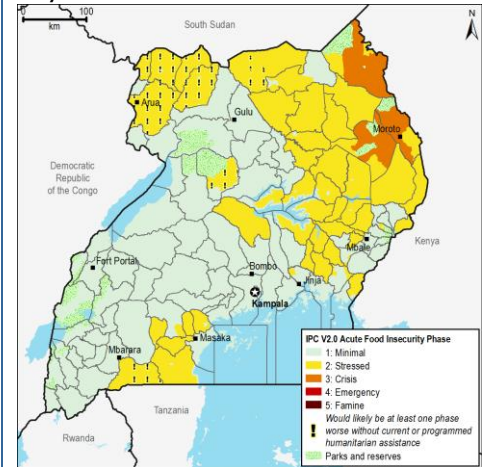 0 100
km
South Sudan
N
Arua
Gulu
Moroto
Democratic
Republic
of the Congo
Mbale
Kenya
Fort Portal
Bombo
Jinja
Kampala
Masaka
Mbarara
Tanzania
Rwanda
IPC V2.0 Acute Food Insecurity Phase
1: Minimal
2: Stressed
3: Crisis
4: Emergency
5: Famine
! Would likely be at least one phase
worse without current or programmed
humanitarian assistance
Parks and reserves